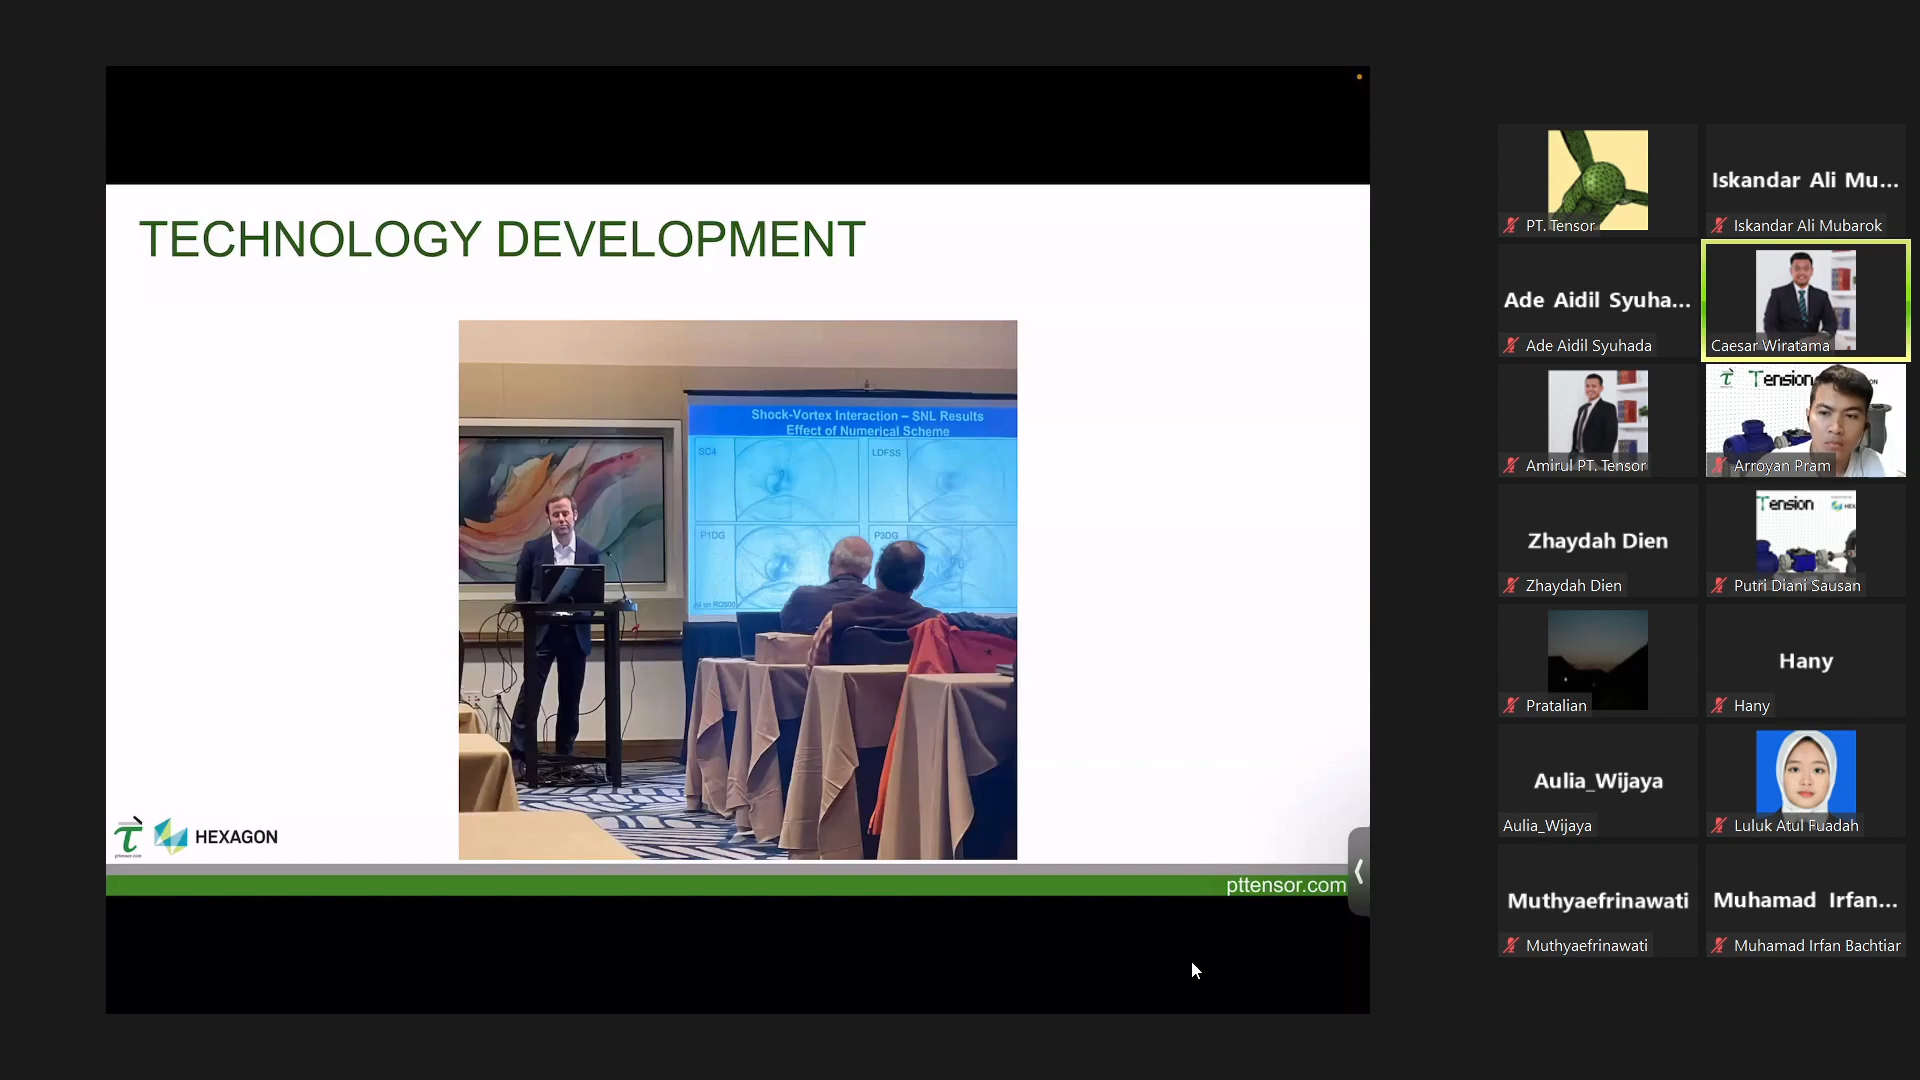 TECHNOLOGY DEVELOPMENT
Shock-Vortex Interaction – SNL Results
Effect of Numerical Scheme
SC4
LDFSS
P1DG
P3DG
HEXAGON
pttensor.com
pttensor.com
PT. Tensor
Iskandar Ali Mu...
Iskandar Ali Mubarok
Ade Aidil Syuha...
Ade Aidil Syuhada
Caesar Wiratama
Amirul PT. Tensor
Tension
Arroyan Pram
Zhaydah Dien
Zhaydah Dien
Tension
Putri Diani Sausan
Pratalian
Hany
Hany
Aulia_Wijaya
Aulia_Wijaya
Luluk Atul Fuadah
Muthyaefrinawati
Muthyaefrinawati
Muhamad Irfan...
Muhamad Irfan Bachtiar